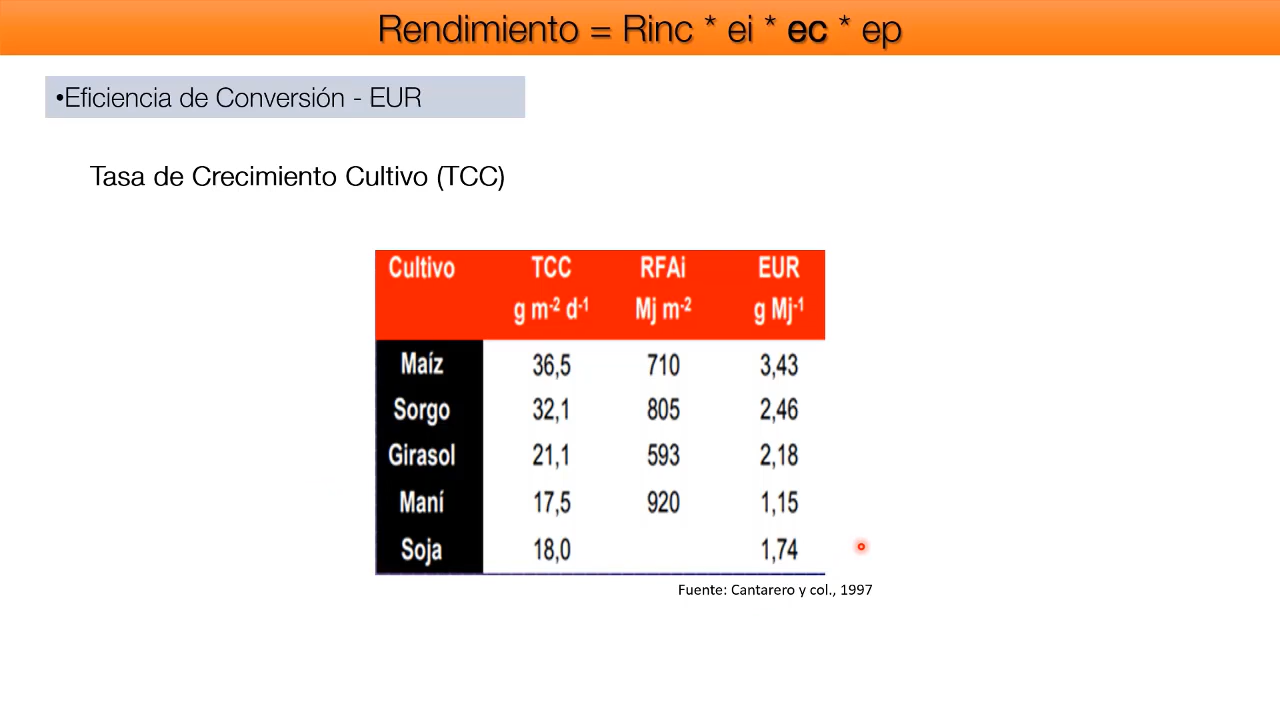 Rendimiento = Rinc * ei * ec * ep
•Eficiencia de Conversión - EUR
Tasa de Crecimiento Cultivo (TCC)
Cultivo TCC RFAi EUR
g m-2 d-1 Mj m-2 g Mj-1
Maíz 36,5 710 3,43
Sorgo 32,1 805 2,46
Girasol 21,1 593 2,18
Maní 17,5 920 1,15
Soja 18,0 1,74
Fuente: Cantarero y col., 1997